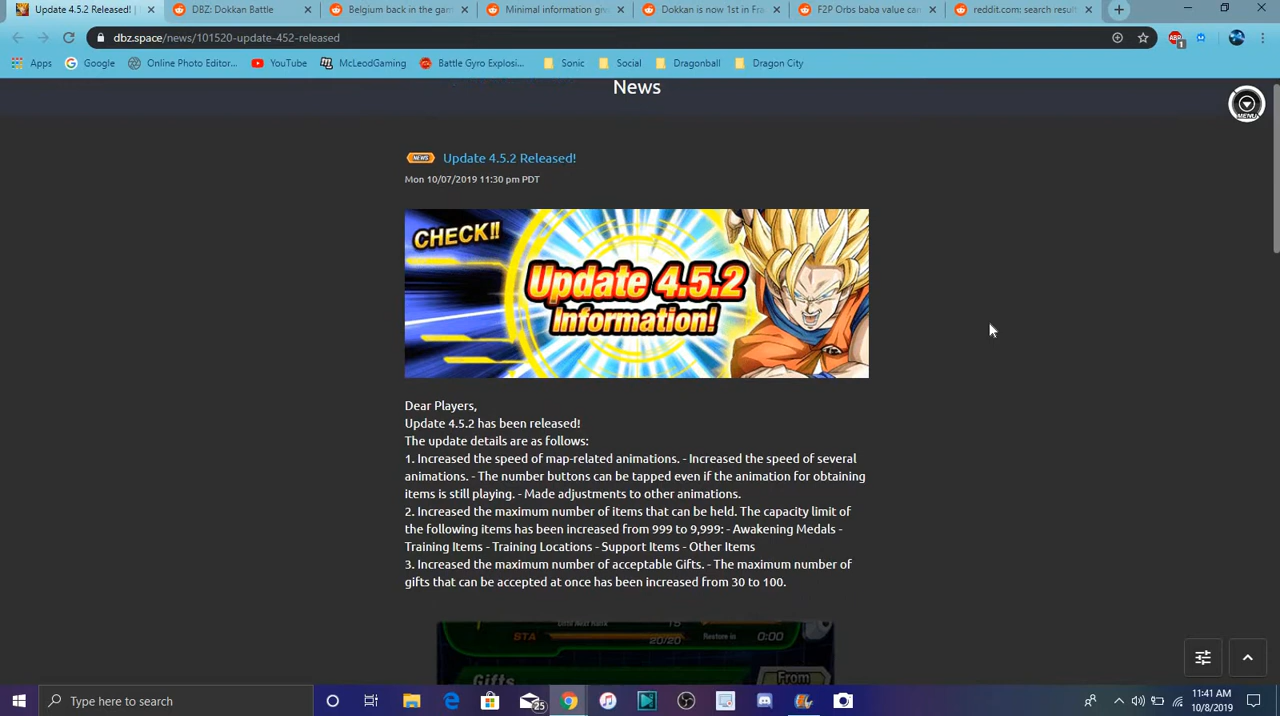 Update 4.5.2 Released! |
DBZ: Dokkan Battle
Belgium back in the gam
Minimal information giv
Dokkan is now 1st in Fra
F2P Orbs baba value can
reddit.com: search result
dbz.space/news/101520-update-452-released
ABP
1
Apps
Google
Online Photo Editor...
YouTube
McLeodGaming
Battle Gyro Explosi...
Sonic
Social
Dragonball
Dragon City
News
MENU
NEWS
Update 4.5.2 Released!
Mon 10/07/2019 11:30 pm PDT
CHECK!!
Update 4.5.2
Information!
Dear Players,
Update 4.5.2 has been released!
The update details are as follows:
1. Increased the speed of map-related animations. - Increased the speed of several
animations. - The number buttons can be tapped even if the animation for obtaining
items is still playing. - Made adjustments to other animations.
2. Increased the maximum number of items that can be held. The capacity limit of
the following items has been increased from 999 to 9,999: - Awakening Medals -
Training Items - Training Locations - Support Items - Other Items
3. Increased the maximum number of acceptable Gifts. - The maximum number of
gifts that can be accepted at once has been increased from 30 to 100.
STA
20/20
Restore in
0:00
Gifts
From
Type here to search
25
11:41 AM
10/8/2019